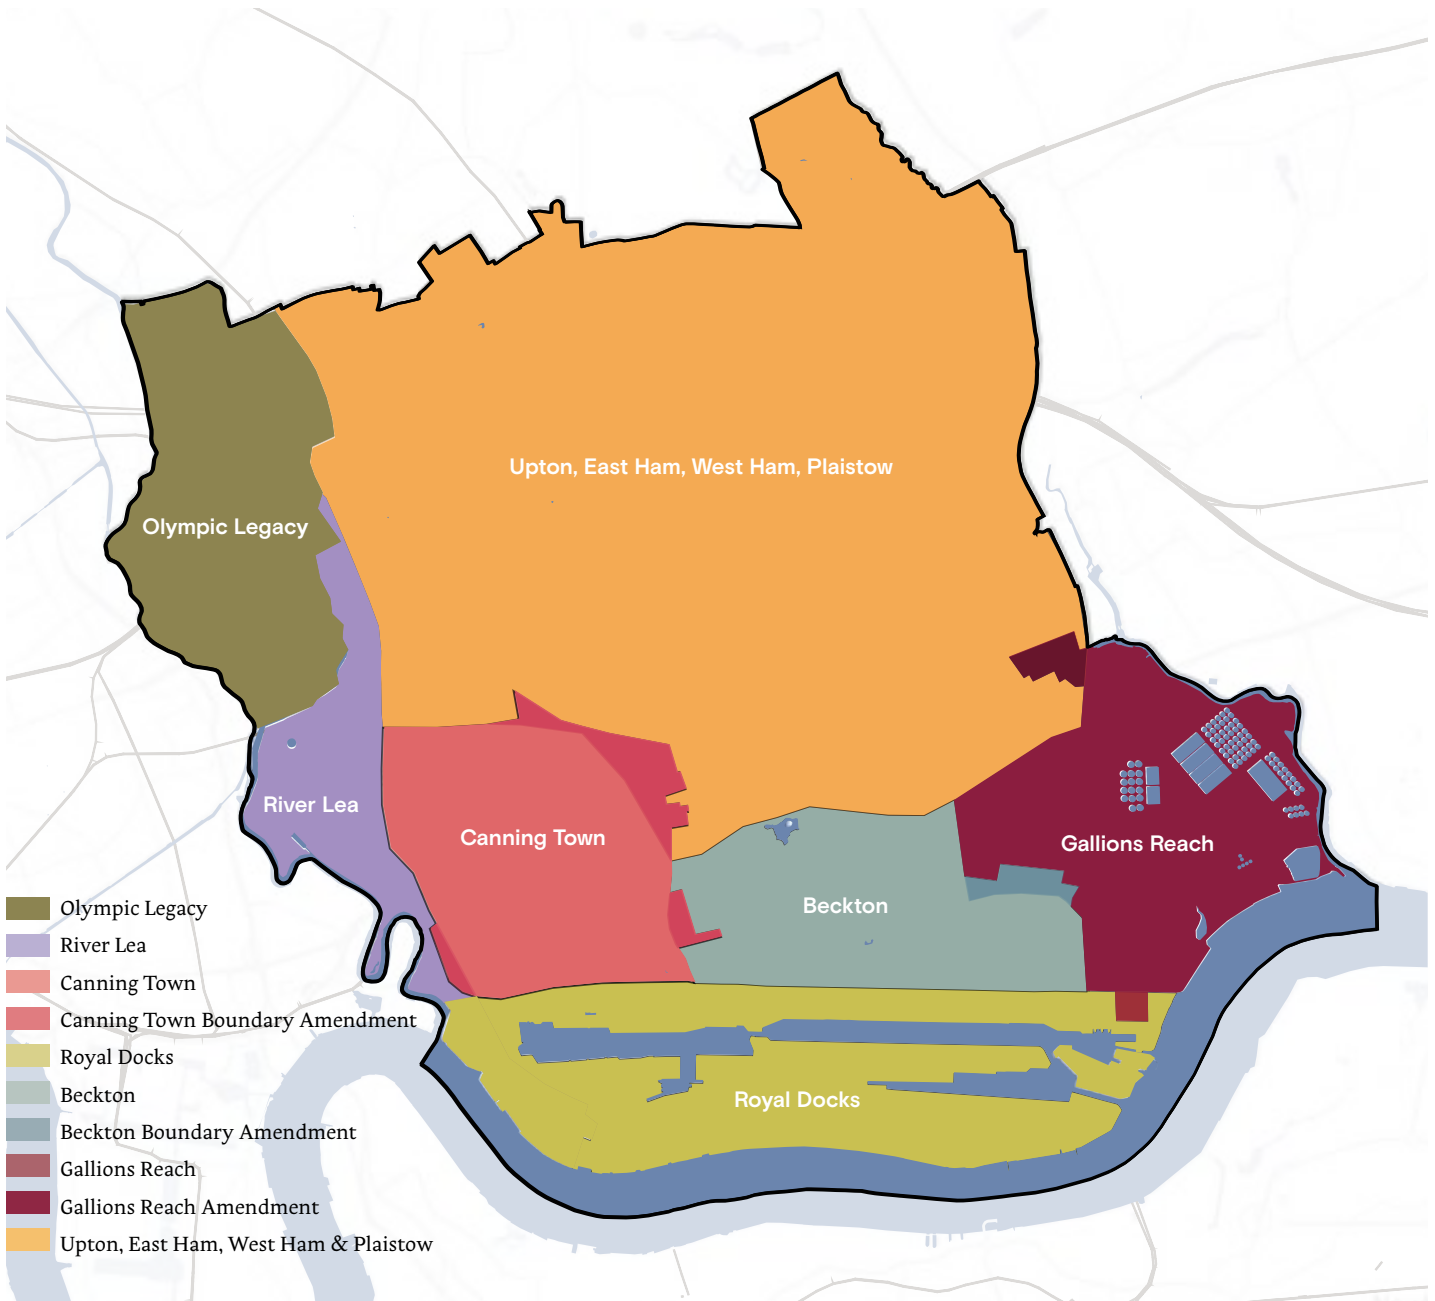 Upton, East Ham, West Ham, Plaistow
Olympic Legacy
River Lea
Canning Town
Gallions Reach
Beckton
Royal Docks
Olympic Legacy
River Lea
Canning Town
Canning Town Boundary Amendment
Royal Docks
Beckton
Beckton Boundary Amendment
Gallions Reach
Gallions Reach Amendment
Upton, East Ham, West Ham & Plaistow